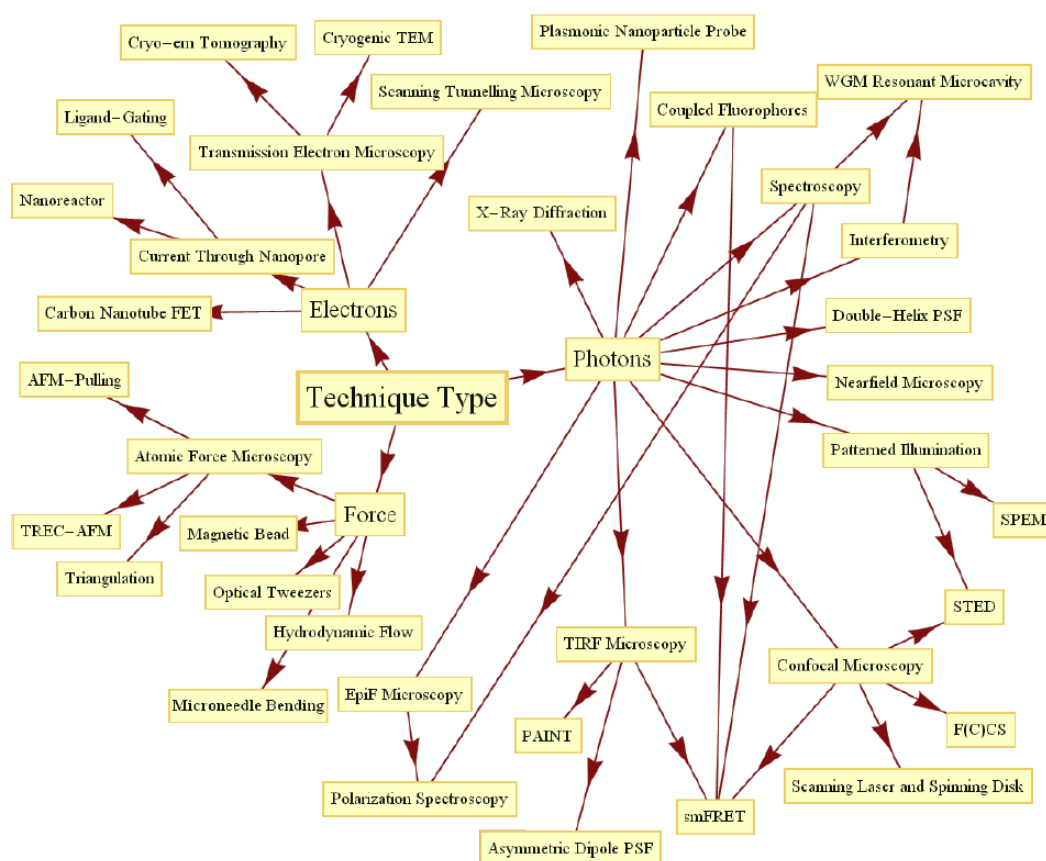 Plasmonic Nanoparticle Probe
Cryo-em Tomography
Cryogenic TEM
WGM Resonant Microcavity
Scanning Tunnelling Microscopy
Coupled Fluorophores
Ligand-Gating
Transmission Electron Microscopy
Spectroscopy
Nanoreactor
X-Ray Diffraction
Interferometry
Current Through Nanopore
Carbon Nanotube FET
Electrons
Double-Helix PSF
Photons
AFM-Pulling
Nearfield Microscopy
Technique Type
Atomic Force Microscopy
Patterned Illumination
Force
SPEM
TREC-AFM
Magnetic Bead
Triangulation
Optical Tweezers
STED
Hydrodynamic Flow
TIRF Microscopy
Confocal Microscopy
Microneedle Bending
EpiF Microscopy
PAINT
F(C)CS
Polarization Spectroscopy
Scanning Laser and Spinning Disk
smFRET
Asymmetric Dipole PSF